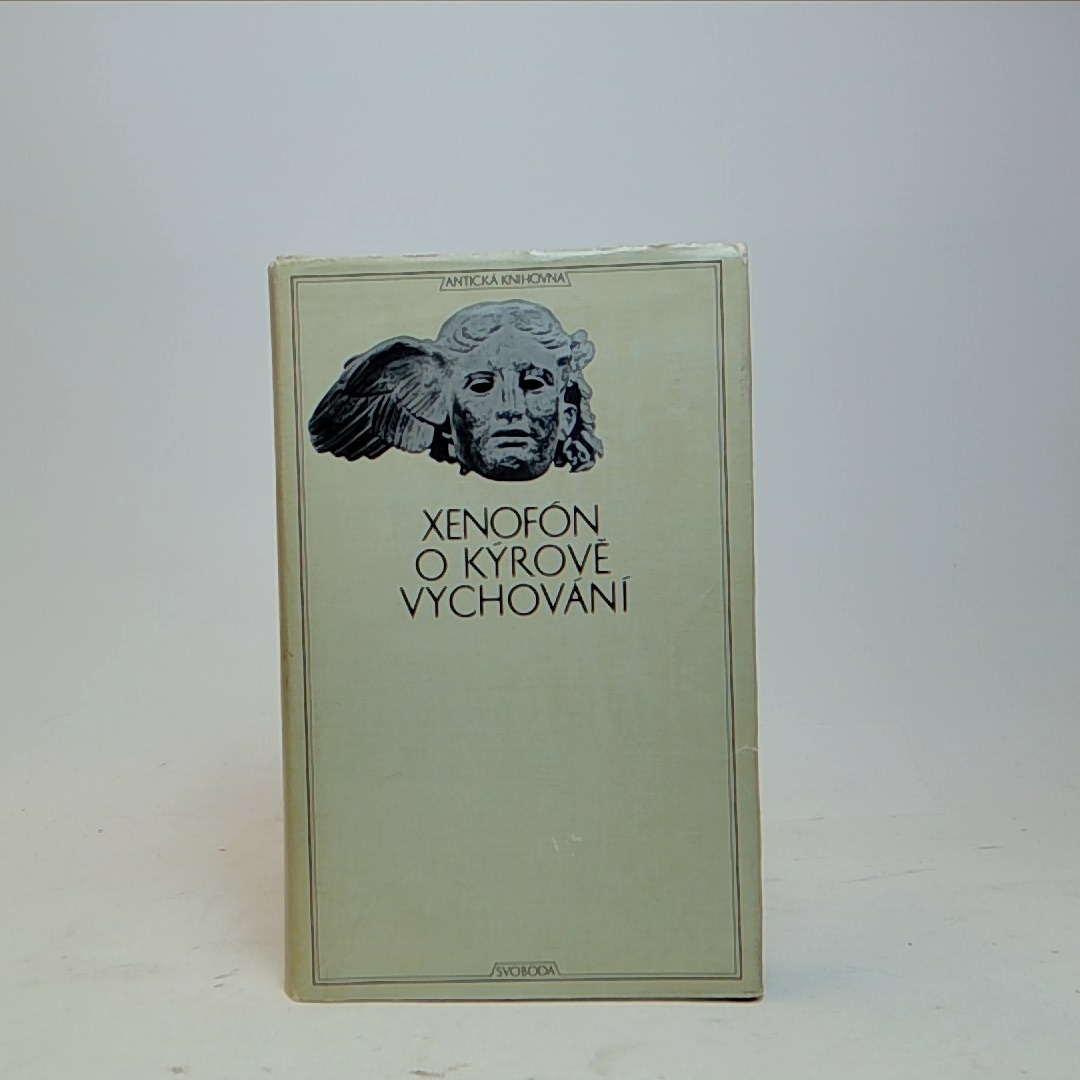 ANTICKÁ KNIHOVNA
XENOFÓN
O KÝROVĚ
VYCHOVÁNÍ
SVOBODA